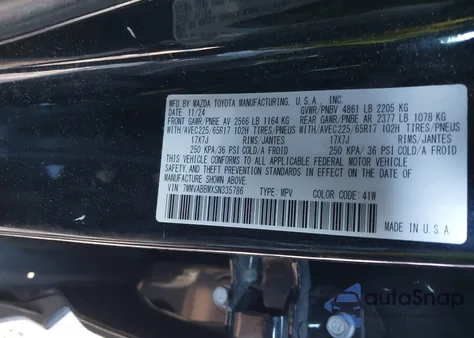 MFD. BY MAZDA TOYOTA MANUFACTURING, U.S.A., INC.
DATE: 11/24 GVWR/PNBV 4861 LB 2205 KG
FRONT GAWR/ PNBE AV 2566 LB 1164 KG REAR GAWR/ PNBE AR 2377 LB 1078 KG
WITH/AVEC225/65R17 102H TIRES/PNEUS WITH/AVEC225/65R17 102H TIRES/PNEUS
17X7J RIMS/JANTES 17X7J RIMS/JANTES
250 KPA/36 PSI COLD/A FROID 250 KPA/ 36 PSI COLD/A FROID
THIS VEHICLE CONFORMS TO ALL APPLICABLE FEDERAL MOTOR VEHICLE
SAFETY, AND THEFT PREVENTION STANDARDS IN EFFECT ON THE DATE OF
MANUFACTURE SHOWN ABOVE.
VIN: 7MMVABBMXSN335786 TYPE: MPV COLOR CODE: 41W
MADE IN U.S.A.
autoSnap